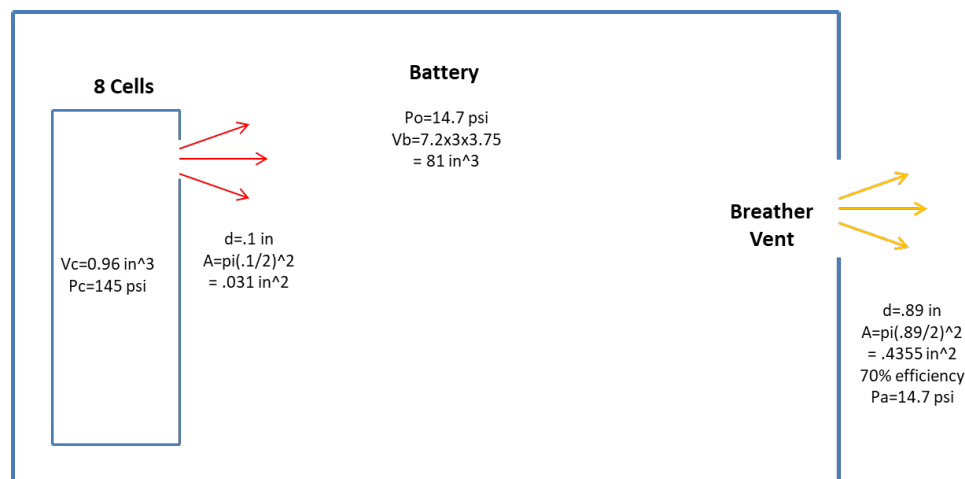 8 Cells
Vc=0.96 in^3
Pc=145 psi
d=.1 in
A=pi(.1/2)^2
= .031 in^2
Battery
Po=14.7 psi
Vb=7.2x3x3.75
= 81 in^3
Breather
Vent
d=.89 in
A=pi(.89/2)^2
= .4355 in^2
70% efficiency
Pa=14.7 psi